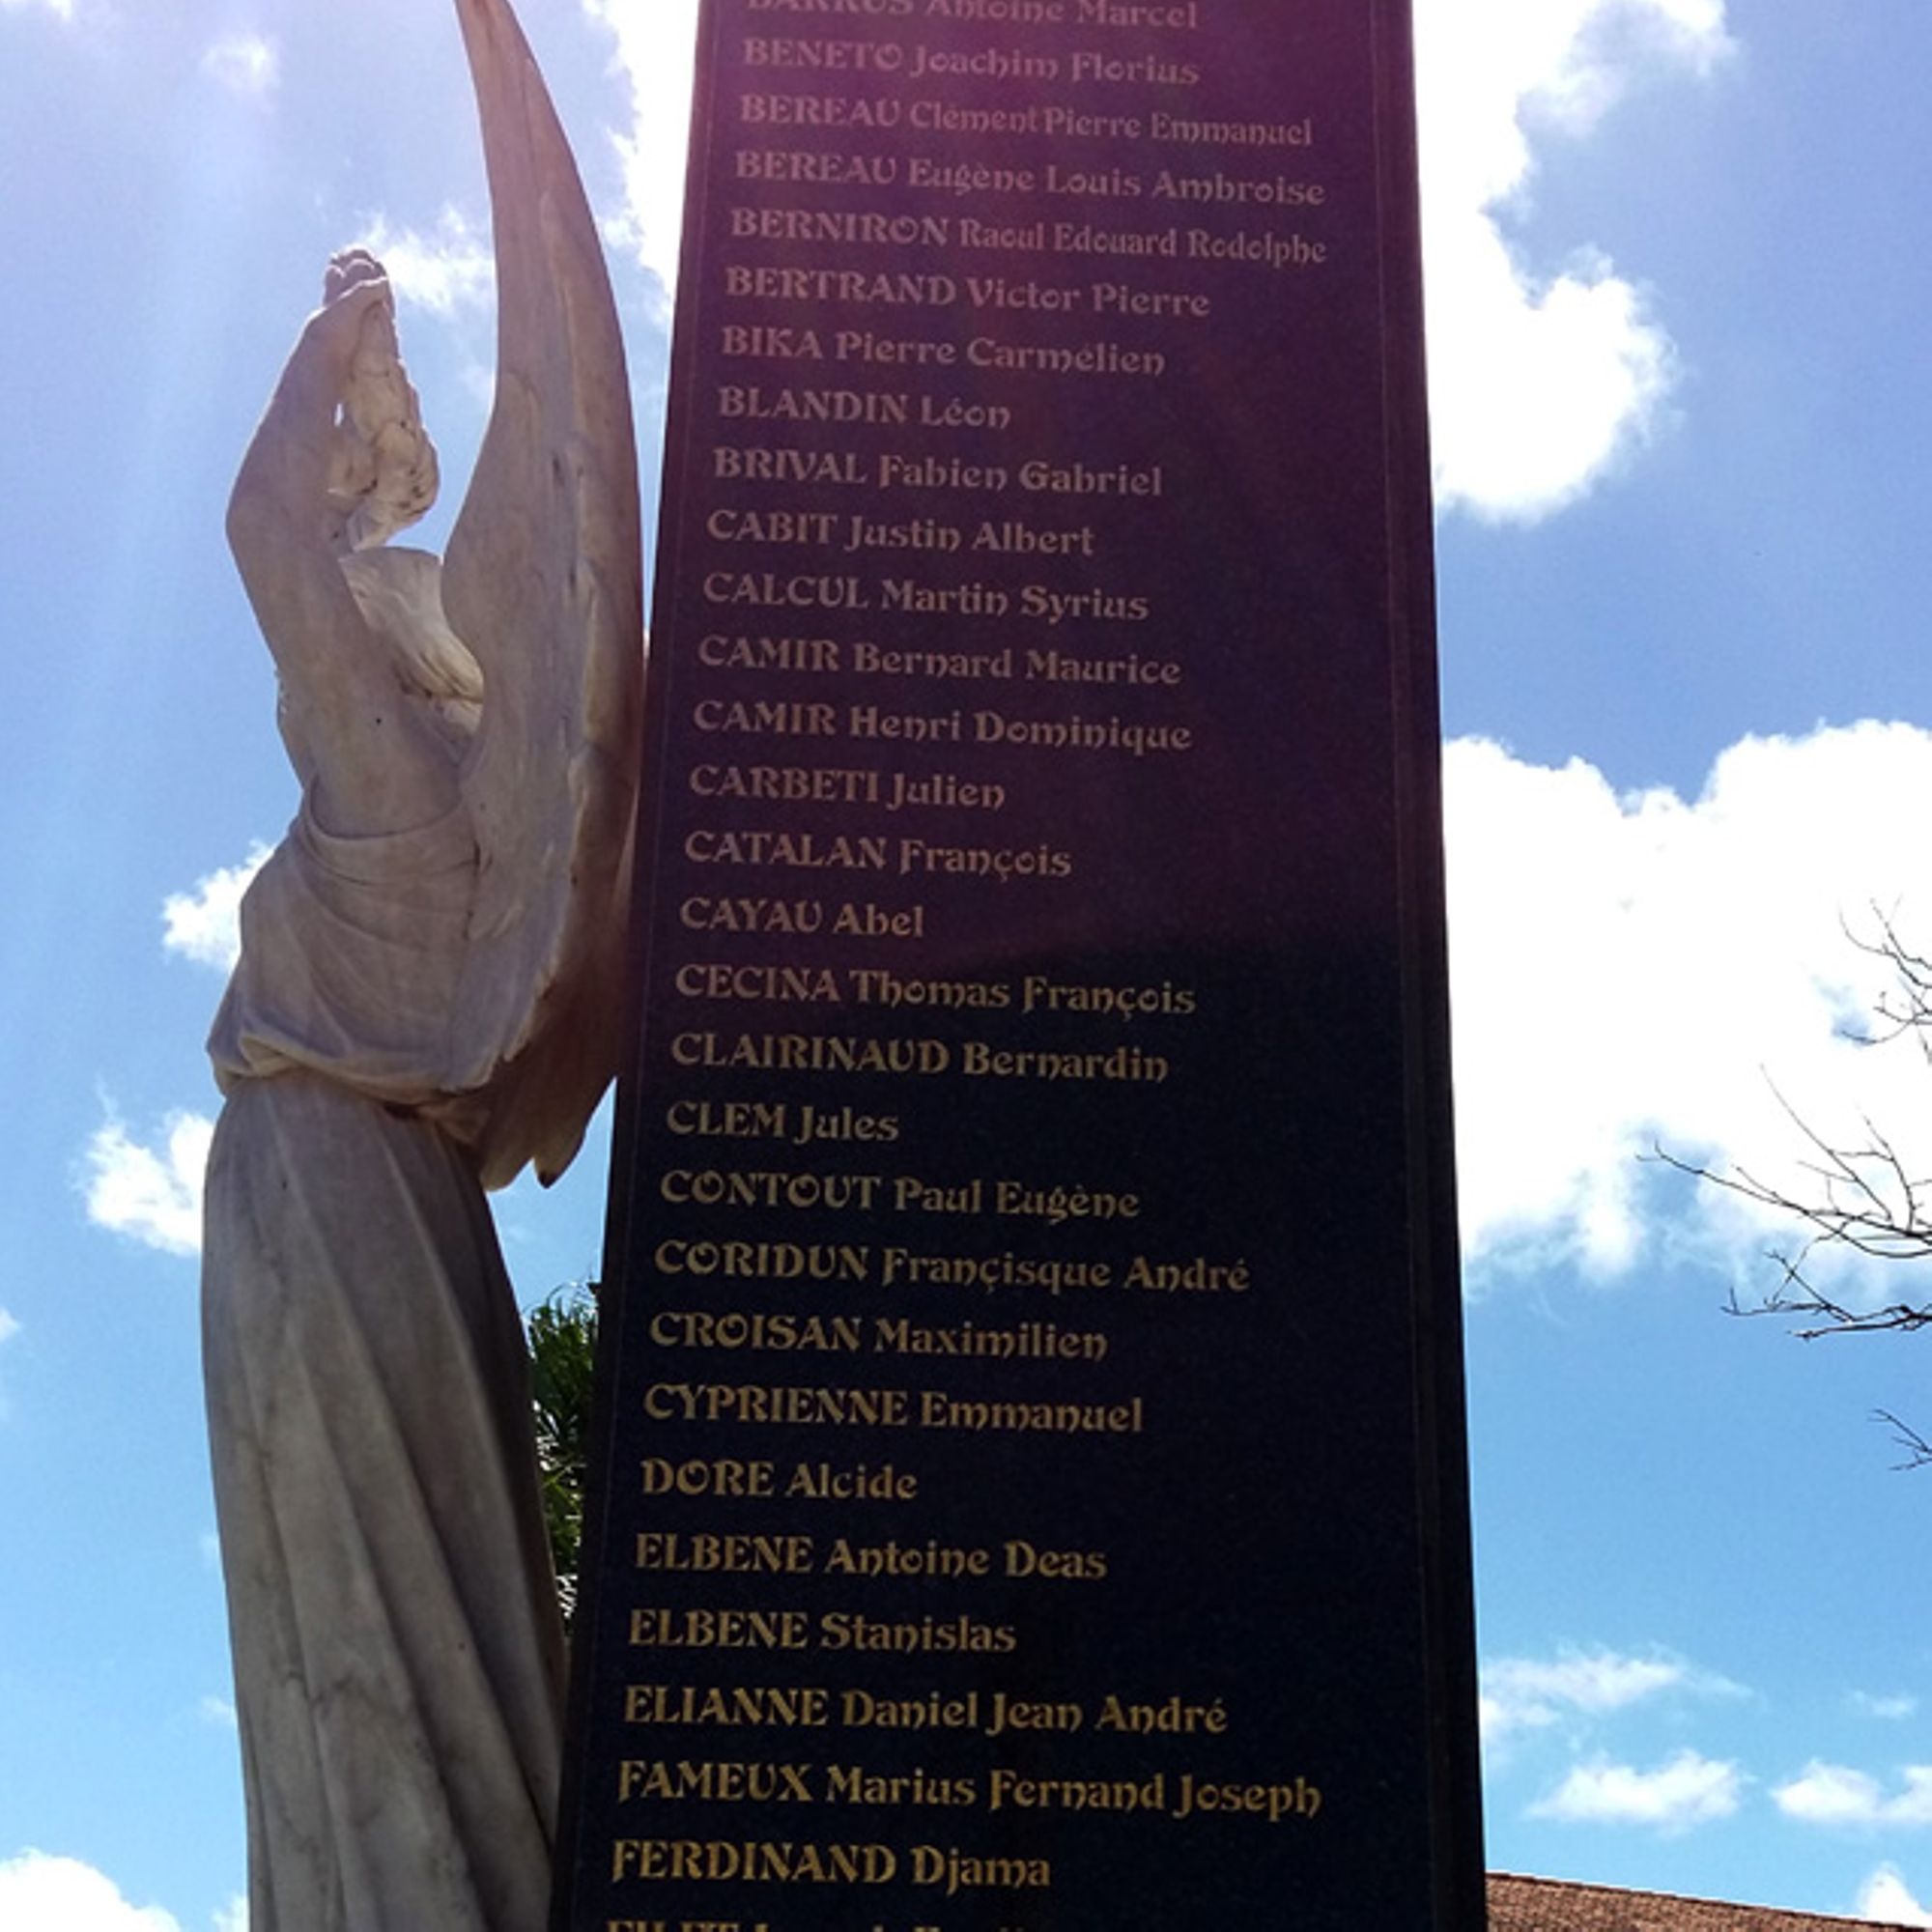 BARRUS Antoine Marcel
BENETO Joachim Florius
BEREAU Clément Pierre Emmanuel
BEREAU Eugène Louis Ambroise
BERNIRON Raoul Edouard Rodolphe
BERTRAND Victor Pierre
BIKA Pierre Carmélien
BLANDIN Léon
BRIVAL Fabien Gabriel
CABIT Justin Albert
CALCUL Martin Syrius
CAMIR Bernard Maurice
CAMIR Henri Dominique
CARBETI Julien
CATALAN François
CAYAU Abel
CECINA Thomas François
CLAIRINAUD Bernardin
CLEM Jules
CONTOUT Paul Eugène
CORIDUN Françisque André
CROISAN Maximilien
CYPRIENNE Emmanuel
DORE Alcide
ELBENE Antoine Deas
ELBENE Stanislas
ELIANNE Daniel Jean André
FAMEUX Marius Fernand Joseph
FERDINAND Djama